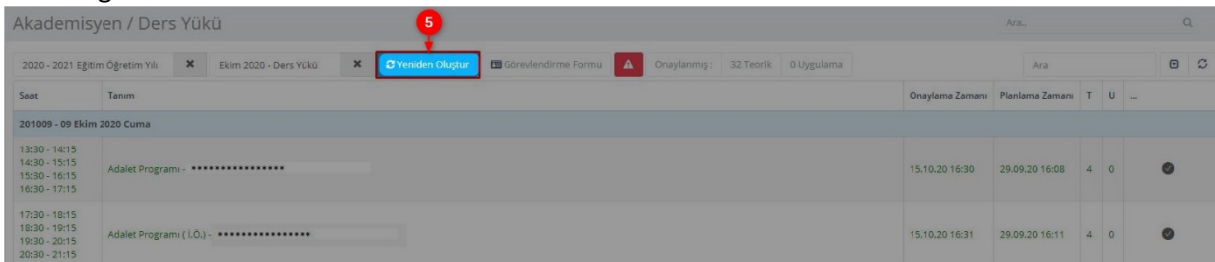 Akademisyen / Ders Yükü
5
Ara..
2020 - 2021 Eğitim Öğretim Yılı
Ekim 2020 - Ders Yükü
Yeniden Oluştur
Görevlendirme Formu
Onaylanmış :
32 Teorik
0 Uygulama
Ara
Saat Tanım Onaylama Zamanı Planlama Zamanı T U ...
201009 - 09 Ekim 2020 Cuma
13:30 - 14:15
14:30 - 15:15
15:30 - 16:15
16:30 - 17:15
Adalet Programı - ••••••••••••••••
15.10.20 16:30 29.09.20 16:08 4 0
17:30 - 18:15
18:30 - 19:15
19:30 - 20:15
20:30 - 21:15
Adalet Programı ( İ.Ö.) - ••••••••••••••••
15.10.20 16:31 29.09.20 16:11 4 0